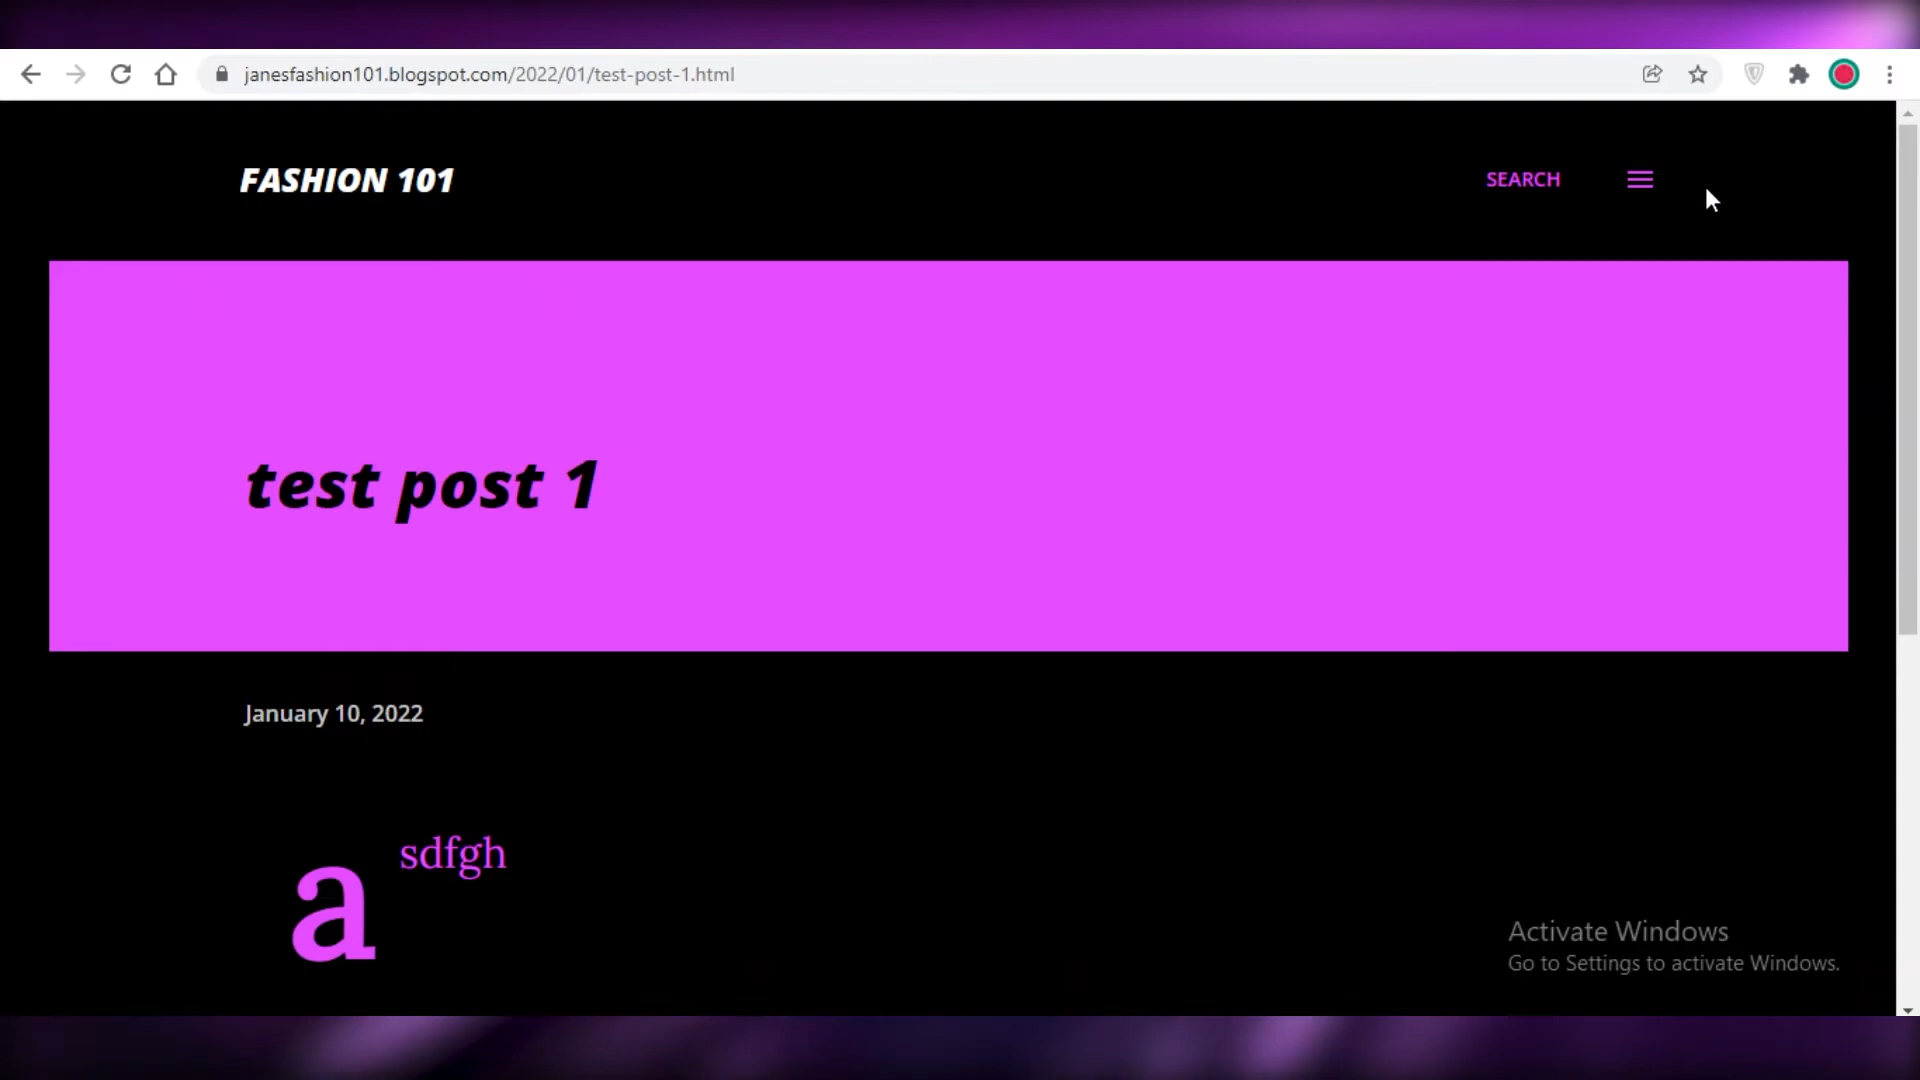 janesfashion101.blogspot.com/2022/01/test-post-1.html
FASHION 101
SEARCH
test post 1
January 10, 2022
asdfgh
Activate Windows
Go to Settings to activate Windows.